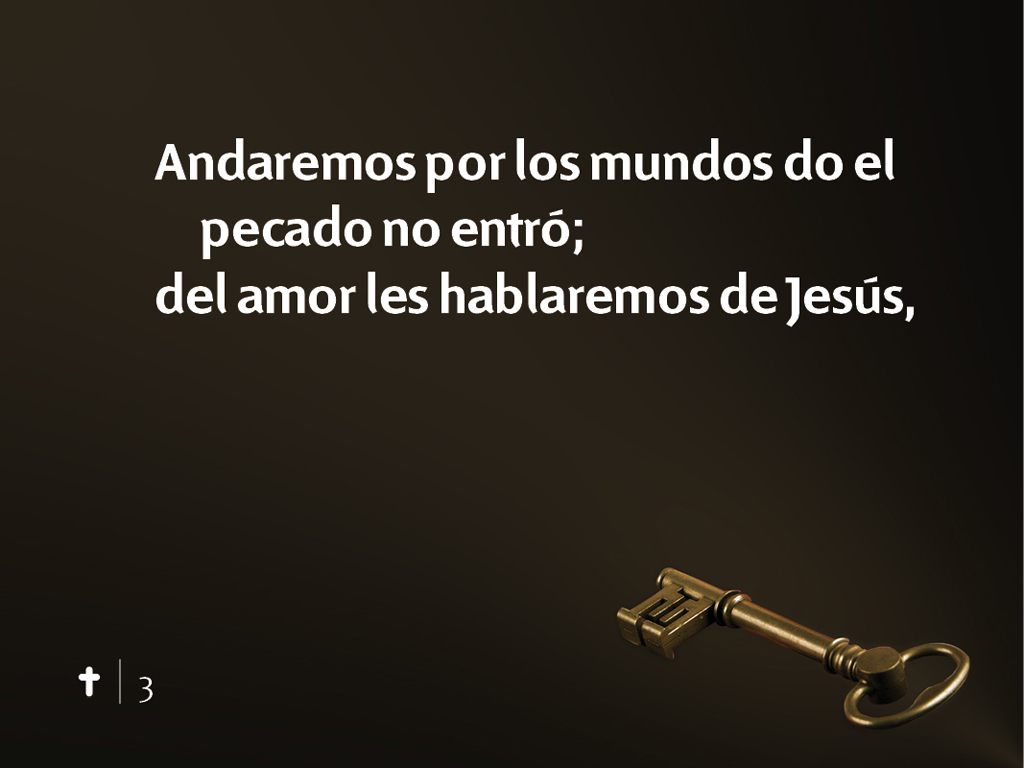 Andaremos por los mundos do el
pecado no entró;
del amor les hablaremos de Jesús,
3